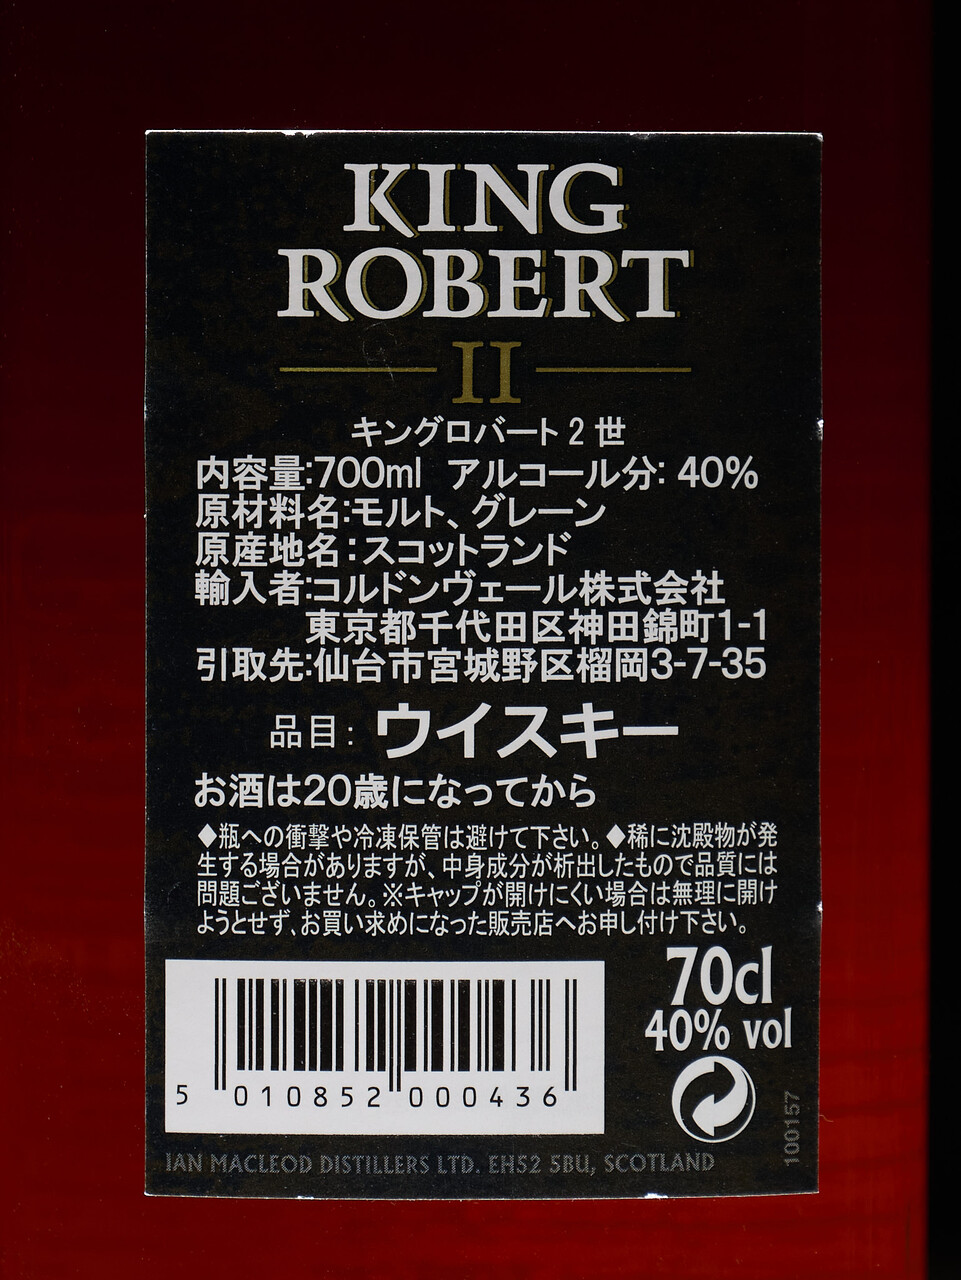 KING
ROBERT
II
キングロバート2世
内容量:700ml アルコール分: 40%
原材料名:モルト、グレーン
原産地名:スコットランド
輸入者:コルドンヴェール株式会社
東京都千代田区神田錦町1-1
引取先:仙台市宮城野区榴岡3-7-35
品目: ウイスキー
お酒は20歳になってから
◆瓶への衝撃や冷凍保管は避けて下さい。◆稀に沈殿物が発
生する場合がありますが、中身成分が析出したもので品質には
問題ございません。※キャップが開けにくい場合は無理に開け
ようとせず、お買い求めになった販売店へお申し付け下さい。
70cl
40% vol
5 010852 000436
100157
IAN MACLEOD DISTILLERS LTD. EH52 5BU, SCOTLAND